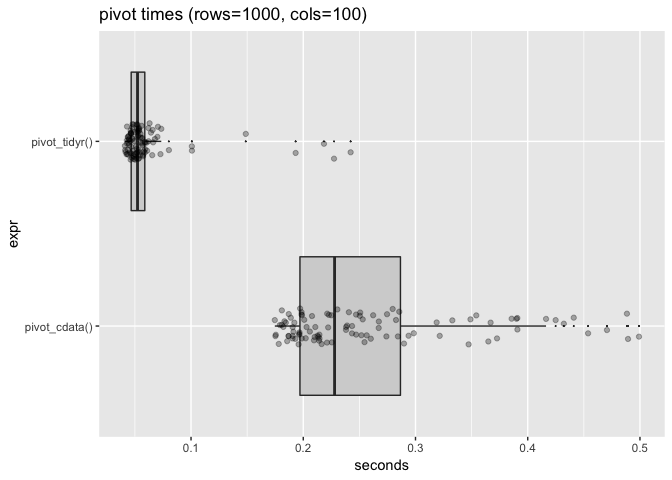 pivot times (rows=1000, cols=100)
expr
pivot_tidyr()
pivot_cdata()
0.1 0.2 0.3 0.4 0.5
seconds